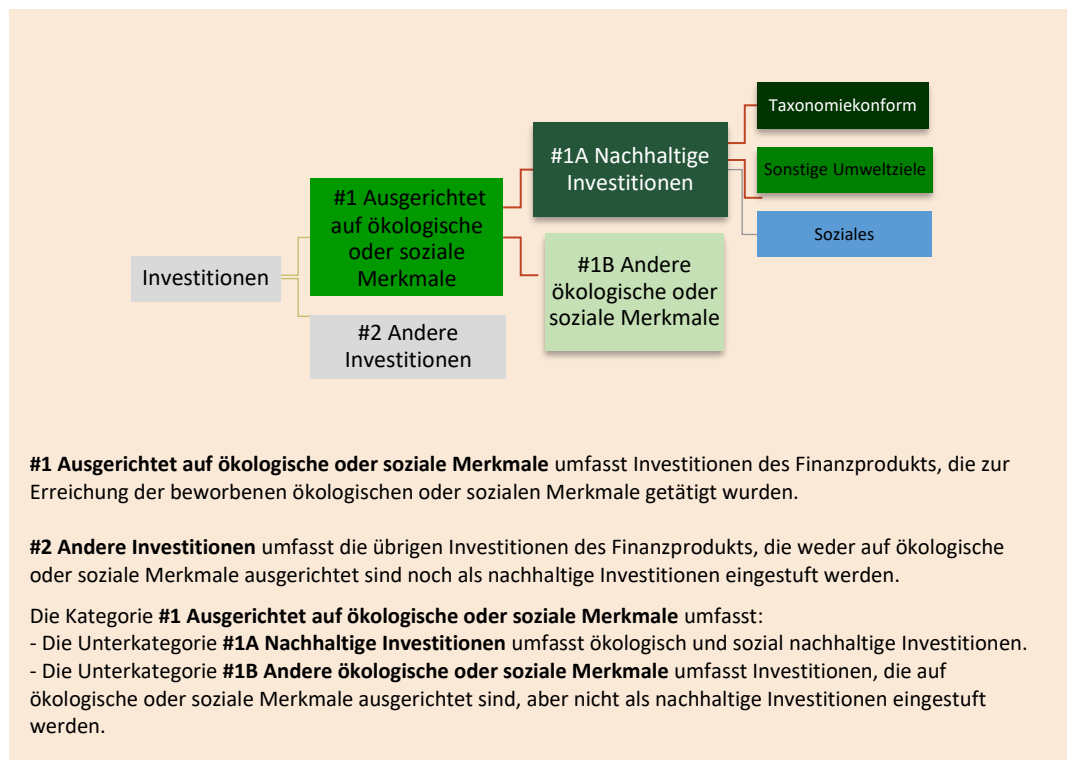 Taxonomiekonform
#1A Nachhaltige
Investitionen
Sonstige Umweltziele
#1 Ausgerichtet
auf ökologische
oder soziale
Merkmale
Soziales
#1B Andere
ökologische oder
soziale Merkmale
Investitionen
#2 Andere
Investitionen
#1 Ausgerichtet auf ökologische oder soziale Merkmale umfasst Investitionen des Finanzprodukts, die zur
Erreichung der beworbenen ökologischen oder sozialen Merkmale getätigt wurden.
#2 Andere Investitionen umfasst die übrigen Investitionen des Finanzprodukts, die weder auf ökologische
oder soziale Merkmale ausgerichtet sind noch als nachhaltige Investitionen eingestuft werden.
Die Kategorie #1 Ausgerichtet auf ökologische oder soziale Merkmale umfasst:
- Die Unterkategorie #1A Nachhaltige Investitionen umfasst ökologisch und sozial nachhaltige Investitionen.
- Die Unterkategorie #1B Andere ökologische oder soziale Merkmale umfasst Investitionen, die auf
ökologische oder soziale Merkmale ausgerichtet sind, aber nicht als nachhaltige Investitionen eingestuft
werden.